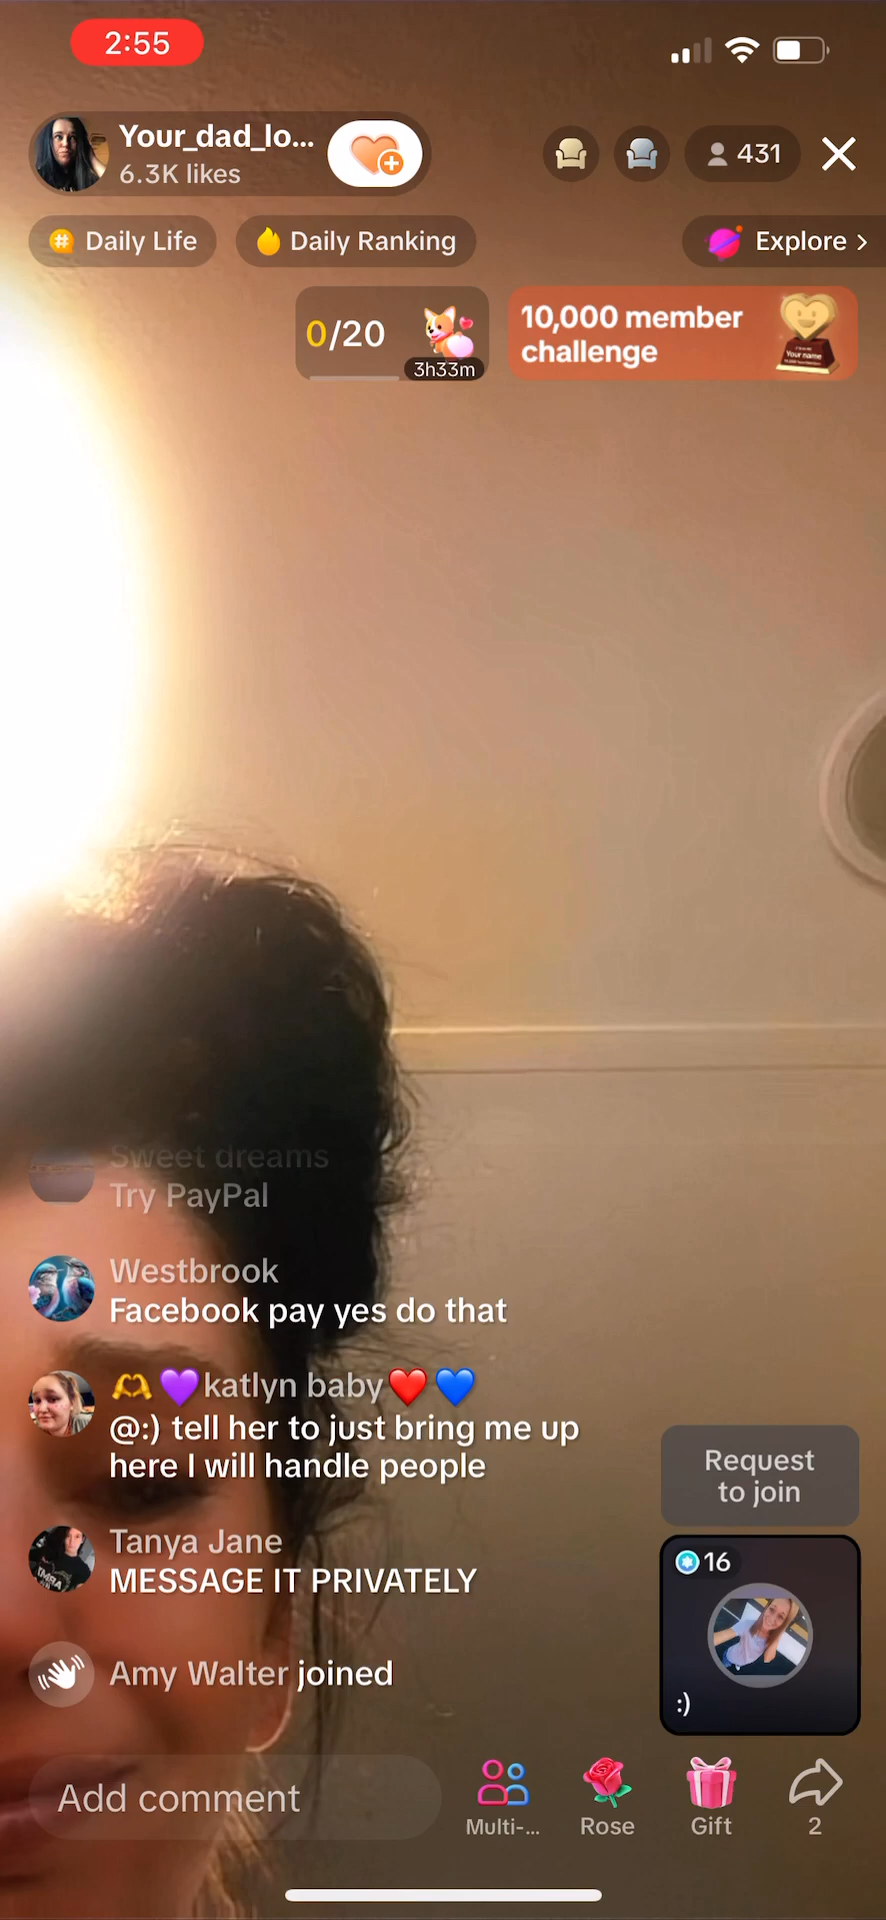 2:55
Your_dad_lo...
6.3K likes
431
Daily Life
Daily Ranking
Explore >
0/20
3h33m
10,000 member
challenge
Your name
Sweet dreams
Try PayPal
Westbrook
Facebook pay yes do that
🫶💜katlyn baby❤️💙
@:) tell her to just bring me up
here I will handle people
Request
to join
Tanya Jane
MESSAGE IT PRIVATELY
16
Amy Walter joined
:)
Add comment
Multi-...
Rose
Gift
2